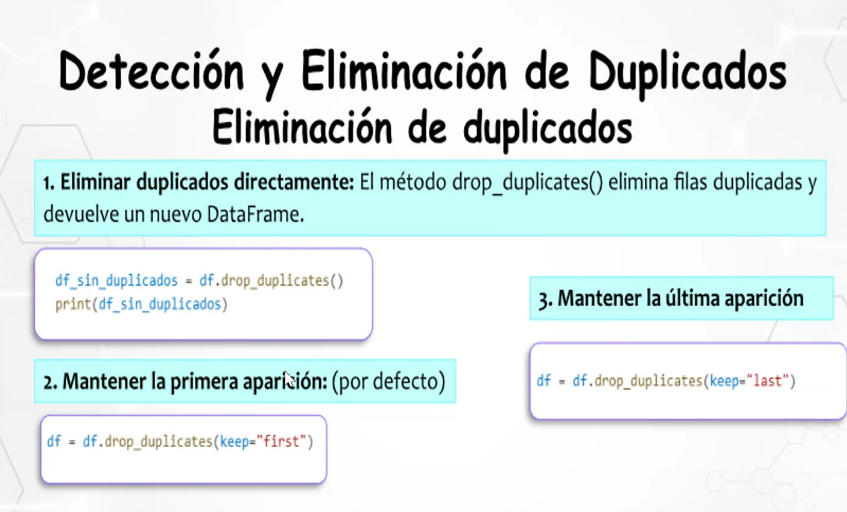 Detección y Eliminación de Duplicados
Eliminación de duplicados
1. Eliminar duplicados directamente: El método drop_duplicates() elimina filas duplicadas y
devuelve un nuevo DataFrame.
df_sin_duplicados = df.drop_duplicates()
print(df_sin_duplicados)
2. Mantener la primera aparición: (por defecto)
df = df.drop_duplicates(keep="first")
3. Mantener la última aparición
df = df.drop_duplicates(keep="last")